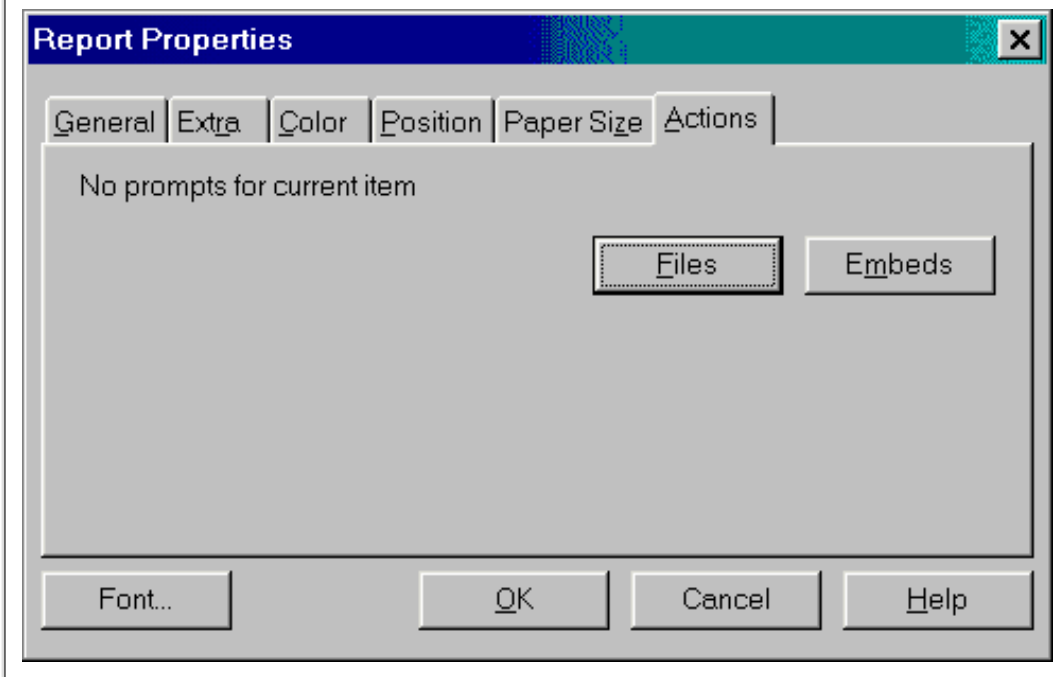 Report Properties
General Extra Color Position Paper Size Actions
No prompts for current item
Files Embeds
Font... OK Cancel Help